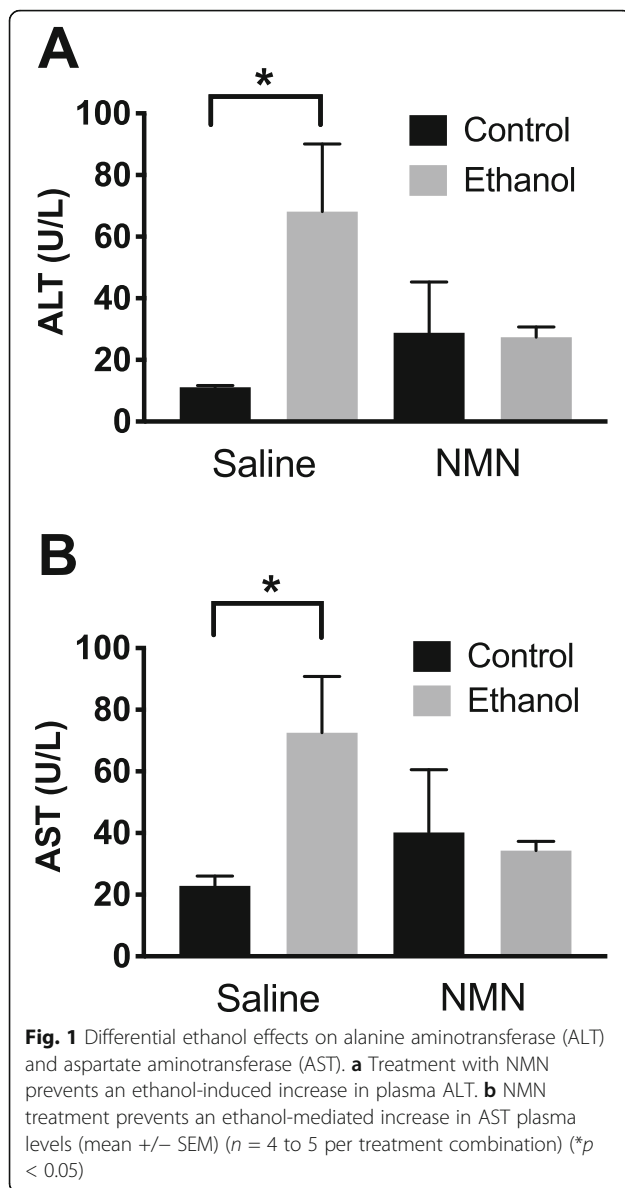 A
*
100
80
60
40
20
0
ALT (U/L)
Control
Ethanol
Saline NMN
B
*
100
80
60
40
20
0
AST (U/L)
Control
Ethanol
Saline NMN
Fig. 1 Differential ethanol effects on alanine aminotransferase (ALT)
and aspartate aminotransferase (AST). a Treatment with NMN
prevents an ethanol-induced increase in plasma ALT. b NMN
treatment prevents an ethanol-mediated increase in AST plasma
levels (mean +/− SEM) (n = 4 to 5 per treatment combination) (*p
< 0.05)